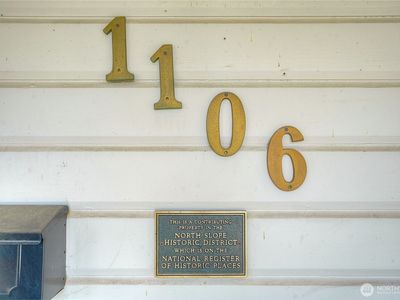 1106
THIS IS A CONTRIBUTING
PROPERTY IN THE
NORTH SLOPE
HISTORIC DISTRICT
WHICH IS ON THE
NATIONAL REGISTER
OF HISTORIC PLACES